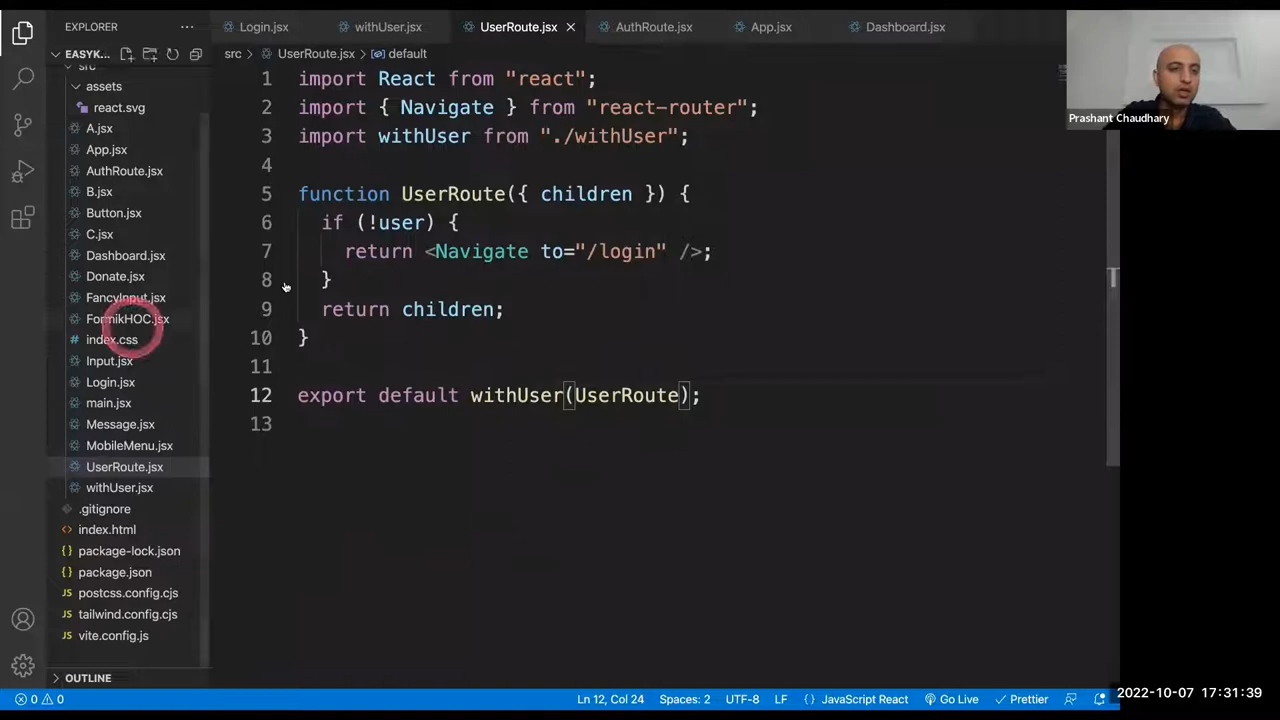 EXPLORER
Login.jsx
withUser.jsx
UserRoute.jsx
AuthRoute.jsx
App.jsx
Dashboard.jsx
EASYK...
src > UserRoute.jsx > default
src
assets
react.svg
A.jsx
App.jsx
AuthRoute.jsx
B.jsx
Button.jsx
C.jsx
Dashboard.jsx
Donate.jsx
FancyInput.jsx
FormikHOC.jsx
# index.css
Input.jsx
Login.jsx
main.jsx
Message.jsx
MobileMenu.jsx
UserRoute.jsx
withUser.jsx
.gitignore
<> index.html
{} package-lock.json
{} package.json
JS postcss.config.cjs
JS tailwind.config.cjs
JS vite.config.js
OUTLINE
1 import React from "react";
2 import { Navigate } from "react-router";
3 import withUser from "./withUser";
4
5 function UserRoute({ children }) {
6 if (!user) {
7 return <Navigate to="/login" />;
8 }
9 return children;
10 }
11
12 export default withUser(UserRoute);
13
Prashant Chaudhary
0 0
Ln 12, Col 24
Spaces: 2
UTF-8
LF
{ } JavaScript React
Go Live
Prettier
2022-10-07 17:31:39